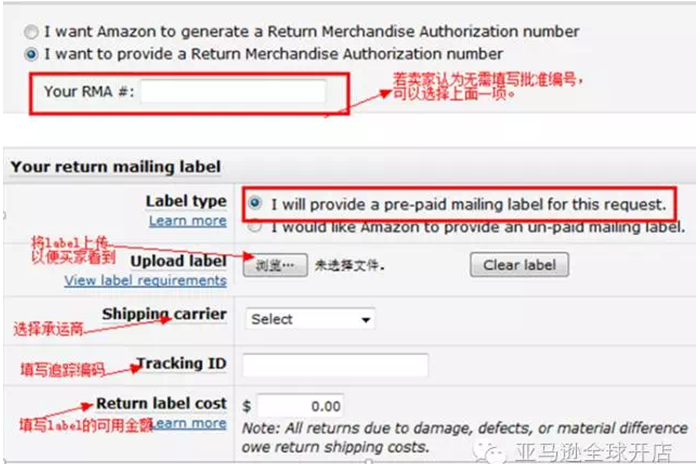 I want Amazon to generate a Return Merchandise Authorization number
I want to provide a Return Merchandise Authorization number
Your RMA #:
若卖家认为无需填写批准编号,
可以选择上面一项。
Your return mailing label
Label type
Learn more
I will provide a pre-paid mailing label for this request.
I would like Amazon to provide an un-paid mailing label.
将label上传
以便买家看到
Upload label
View label requirements
浏览… 未选择文件. Clear label
选择承运商
Shipping carrier
Select
填写追踪编码
Tracking ID
Return label cost
填写label的可用金额
Learn more
$ 0.00
Note: All returns due to damage, defects, or material difference
owe return shipping costs.
亚马逊全球开店